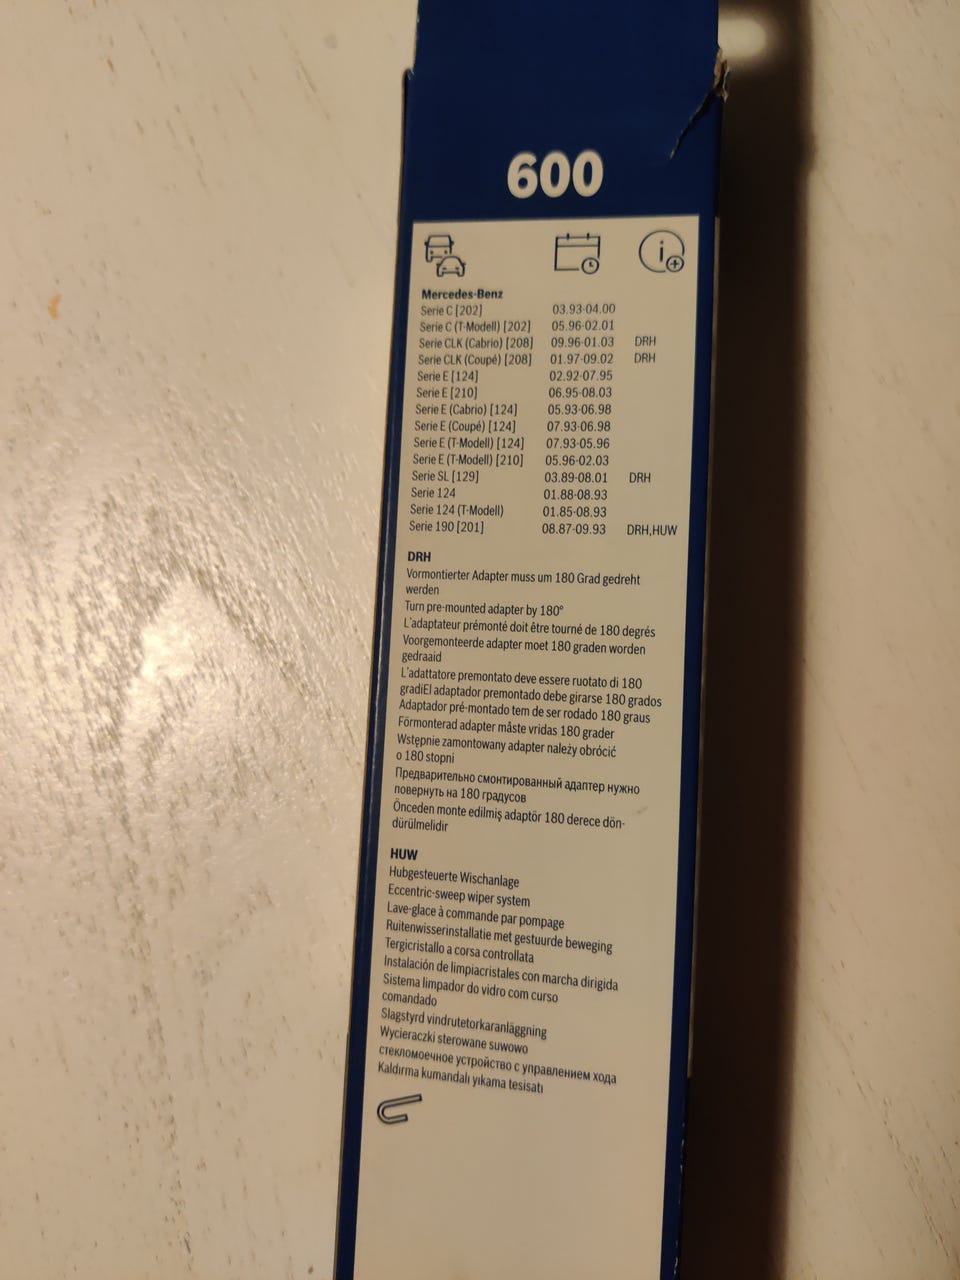 600
Mercedes-Benz
Serie C [202] 03.93-04.00
Serie C (T-Modell) [202] 05.96-02.01
Serie CLK (Cabrio) [208] 09.96-01.03 DRH
Serie CLK (Coupé) [208] 01.97-09.02 DRH
Serie E [124] 02.92-07.95
Serie E [210] 06.95-08.03
Serie E (Cabrio) [124] 05.93-06.98
Serie E (Coupé) [124] 07.93-06.98
Serie E (T-Modell) [124] 07.93-05.96
Serie E (T-Modell) [210] 05.96-02.03
Serie SL [129] 03.89-08.01 DRH
Serie 124 01.88-08.93
Serie 124 (T-Modell) 01.85-08.93
Serie 190 [201] 08.87-09.93 DRH,HUW
DRH
Vormontierter Adapter muss um 180 Grad gedreht
werden
Turn pre-mounted adapter by 180°
L'adaptateur prémonté doit être tourné de 180 degrés
Voorgemonteerde adapter moet 180 graden worden
gedraaid
L'adattatore premontato deve essere ruotato di 180
gradiEl adaptador premontado debe girarse 180 grados
Adaptador pré-montado tem de ser rodado 180 graus
Förmonterad adapter måste vridas 180 grader
Wstępnie zamontowany adapter należy obrócić
o 180 stopni
Предварительно смонтированный адаптер нужно
повернуть на 180 градусов
Önceden monte edilmiş adaptör 180 derece dön-
dürülmelidir
HUW
Hubgesteuerte Wischanlage
Eccentric-sweep wiper system
Lave-glace à commande par pompage
Ruitenwisserinstallatie met gestuurde beweging
Tergicristallo a corsa controllata
Instalación de limpiacristales con marcha dirigida
Sistema limpador do vidro com curso
comandado
Slagstyrd vindrutetorkaranläggning
Wycieraczki sterowane suwowo
стекломоечное устройство с управлением хода
Kaldırma kumandalı yıkama tesisatı